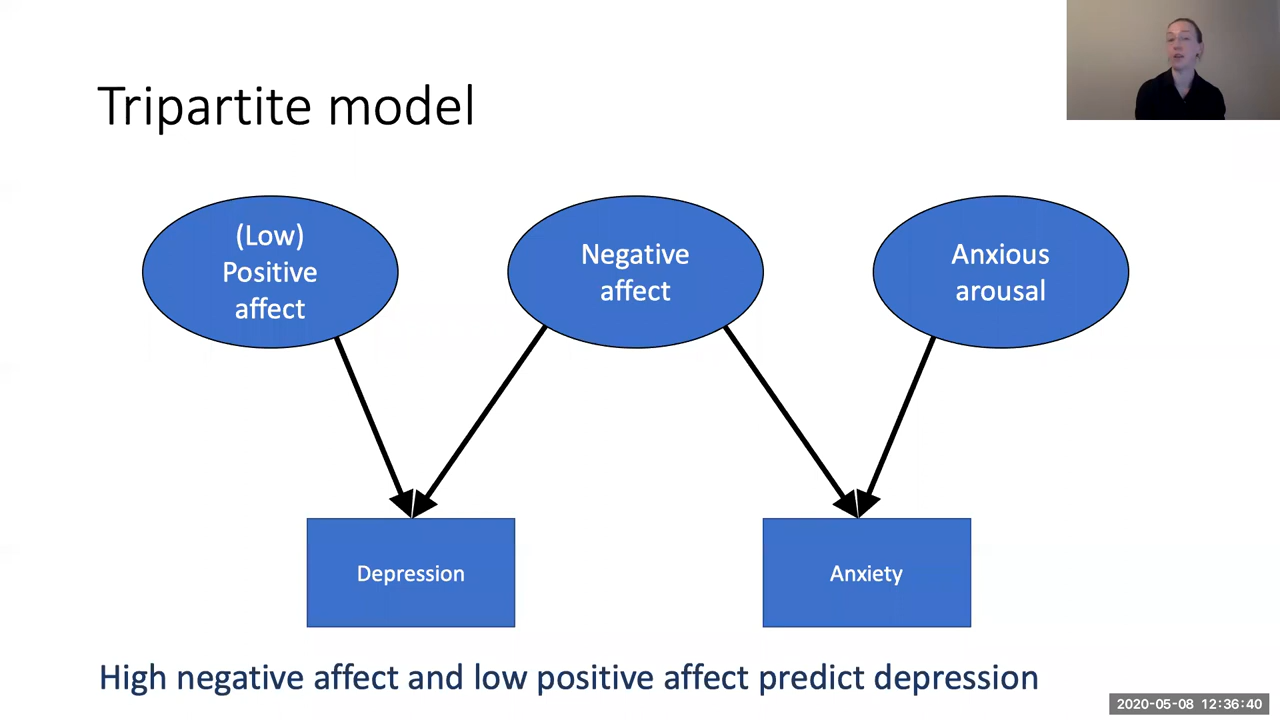 Tripartite model
(Low)
Positive
affect
Negative
affect
Anxious
arousal
Depression
Anxiety
High negative affect and low positive affect predict depression
2020-05-08 12:36:40